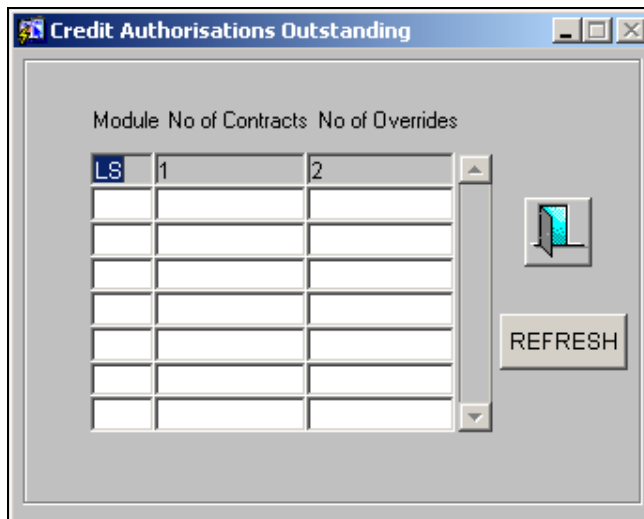 Credit Authorisations Outstanding
Module No of Contracts No of Overrides
LS 1 2
REFRESH